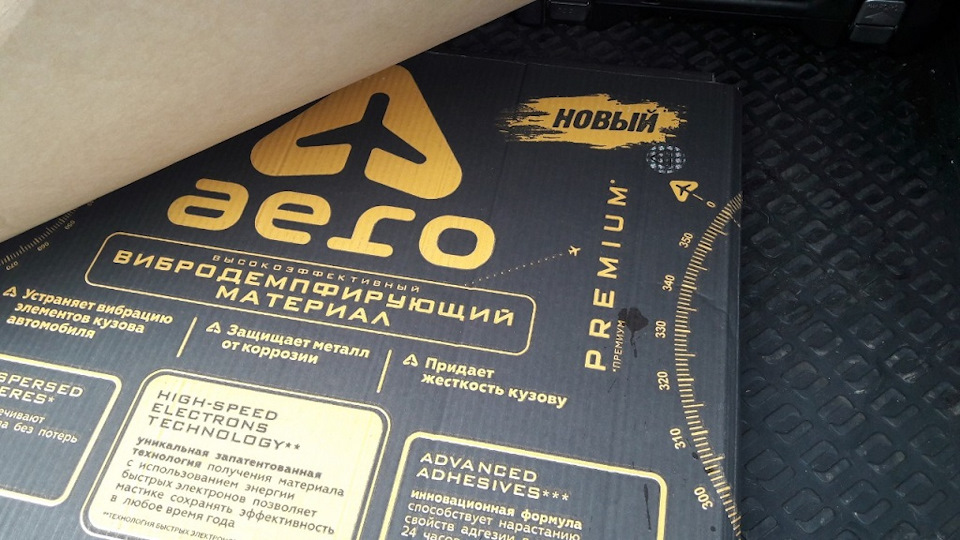 НОВЫЙ
aero
PREMIUM*
*ПРЕМИУМ
ВЫСОКОЭФФЕКТИВНЫЙ
ВИБРОДЕМПФИРУЮЩИЙ
МАТЕРИАЛ
Устраняет вибрацию
элементов кузова
автомобиля
Защищает металл
от коррозии
Придает
жесткость кузову
HIGH-SPEED
ELECTRONS
TECHNOLOGY**
уникальная запатентованная
технология получения материала
с использованием энергии
быстрых электронов позволяет
мастике сохранять эффективность
в любое время года
ADVANCED
ADHESIVES***
инновационная формула
способствует нарастанию
свойств адгезии
0
350
340
330
320
310
300